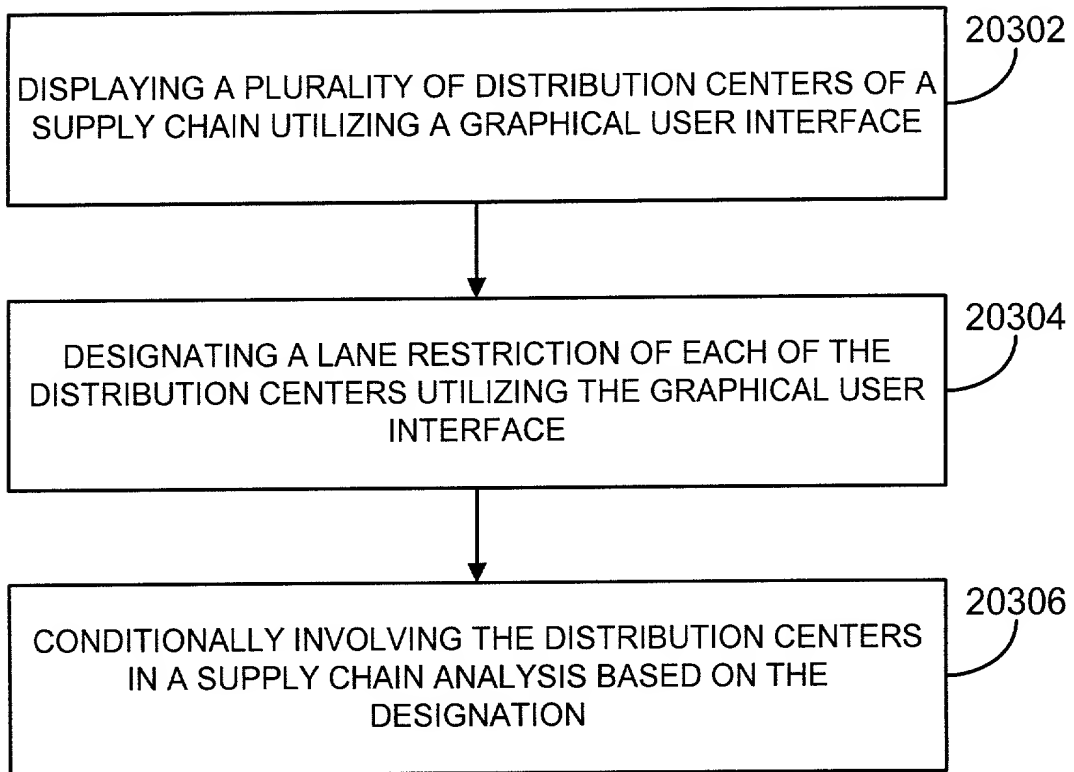 20302
DISPLAYING A PLURALITY OF DISTRIBUTION CENTERS OF A
SUPPLY CHAIN UTILIZING A GRAPHICAL USER INTERFACE
20304
DESIGNATING A LANE RESTRICTION OF EACH OF THE
DISTRIBUTION CENTERS UTILIZING THE GRAPHICAL USER
INTERFACE
20306
CONDITIONALLY INVOLVING THE DISTRIBUTION CENTERS
IN A SUPPLY CHAIN ANALYSIS BASED ON THE
DESIGNATION